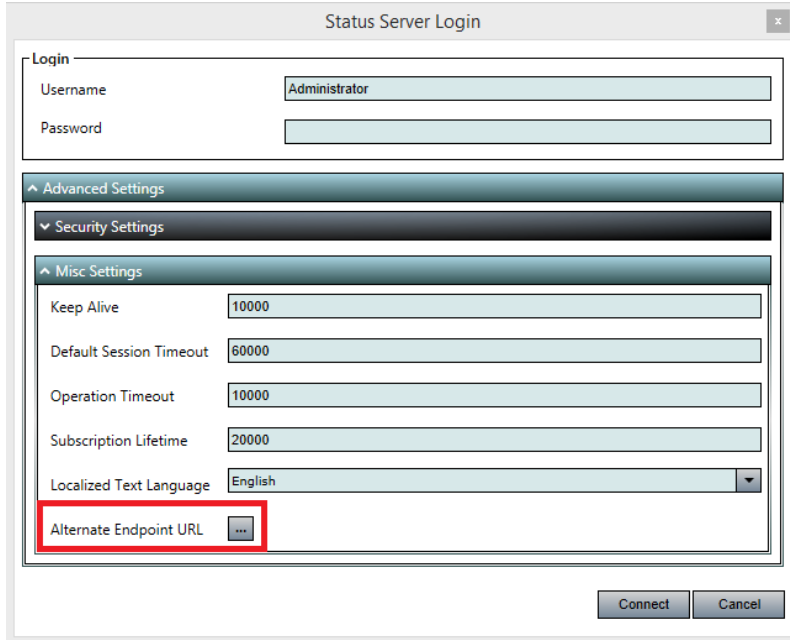 Status Server Login
x
Login
Username Administrator
Password
Advanced Settings
Security Settings
Misc Settings
Keep Alive 10000
Default Session Timeout 60000
Operation Timeout 10000
Subscription Lifetime 20000
Localized Text Language English
Alternate Endpoint URL ...
Connect Cancel